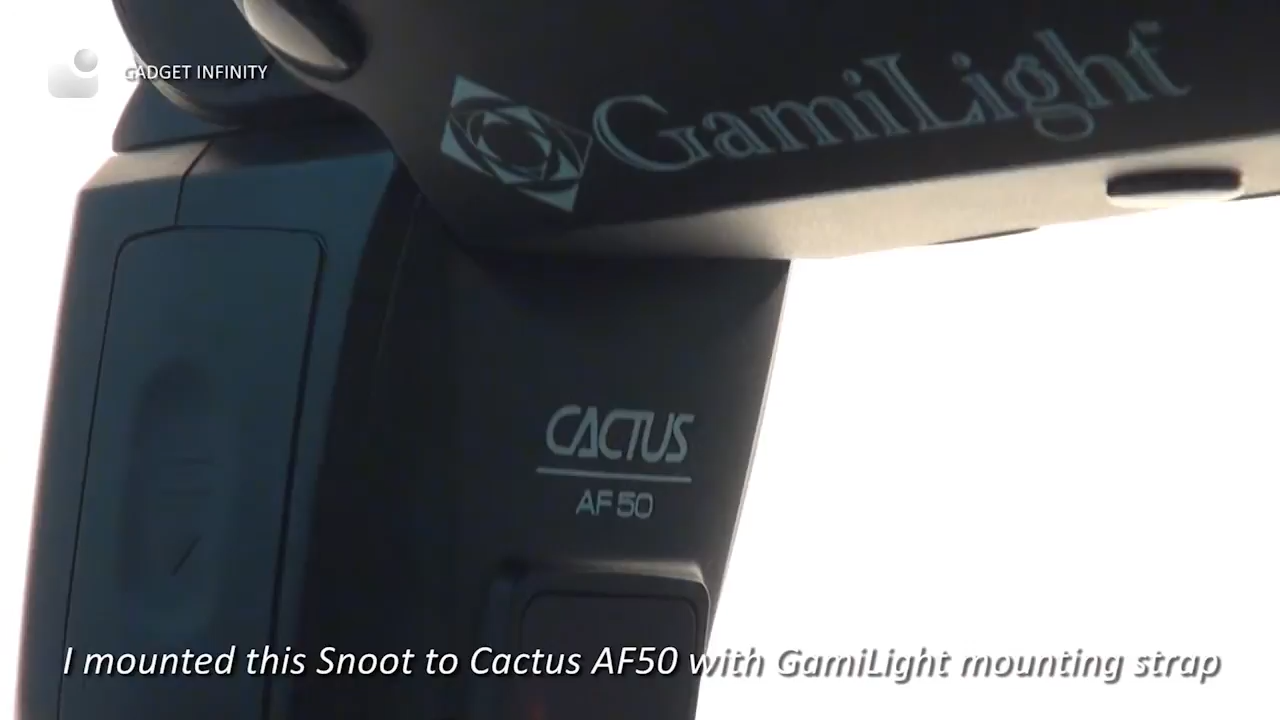 GADGET INFINITY
GamiLight
CACTUS
AF 50
I mounted this Snoot to Cactus AF50 with GamiLight mounting strap